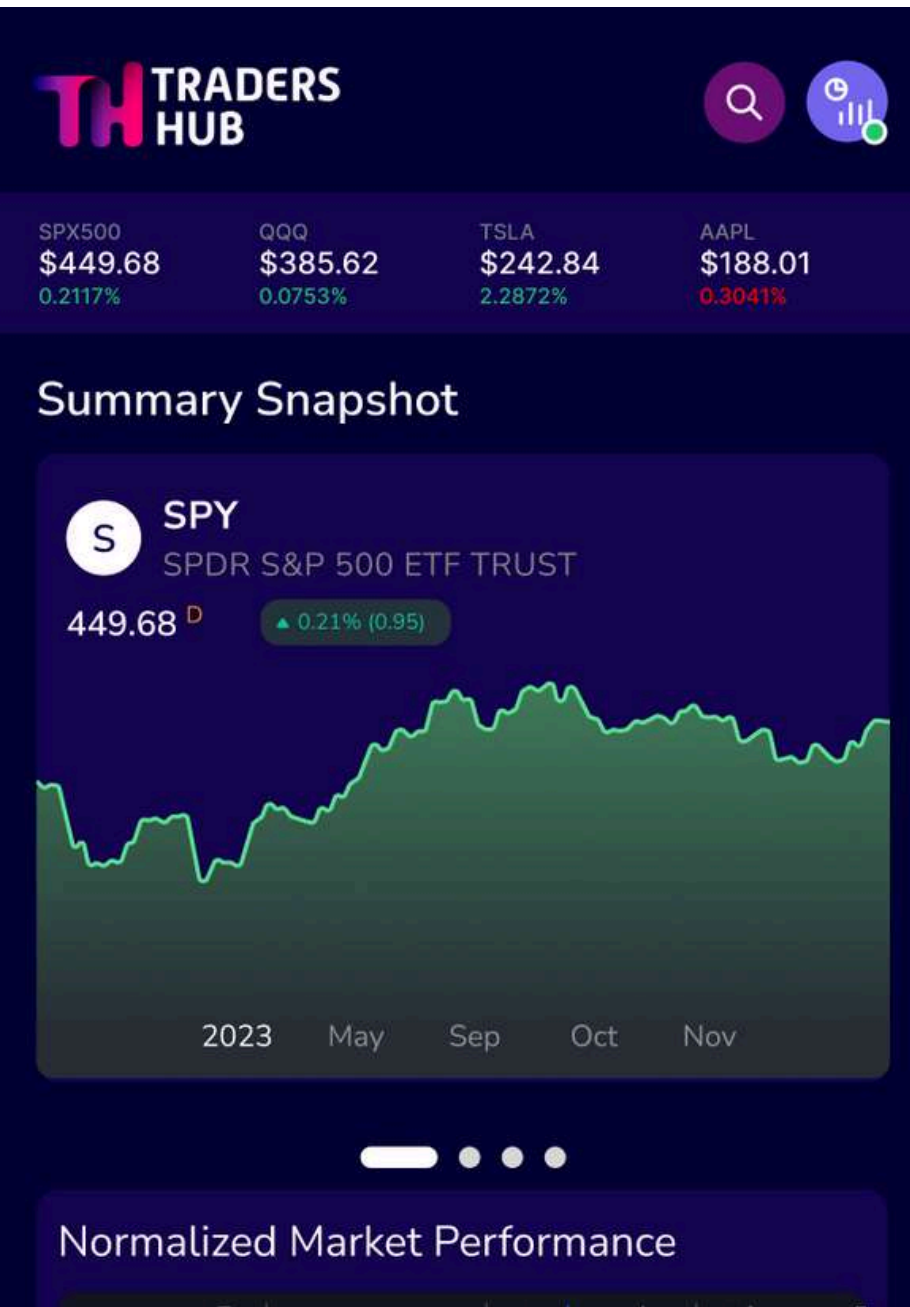 TRADERS
HUB
SPX500 QQQ TSLA AAPL
$449.68 $385.62 $242.84 $188.01
0.2117% 0.0753% 2.2872% 0.3041%
Summary Snapshot
S SPY
SPDR S&P 500 ETF TRUST
449.68 D ▲ 0.21% (0.95)
2023 May Sep Oct Nov
Normalized Market Performance